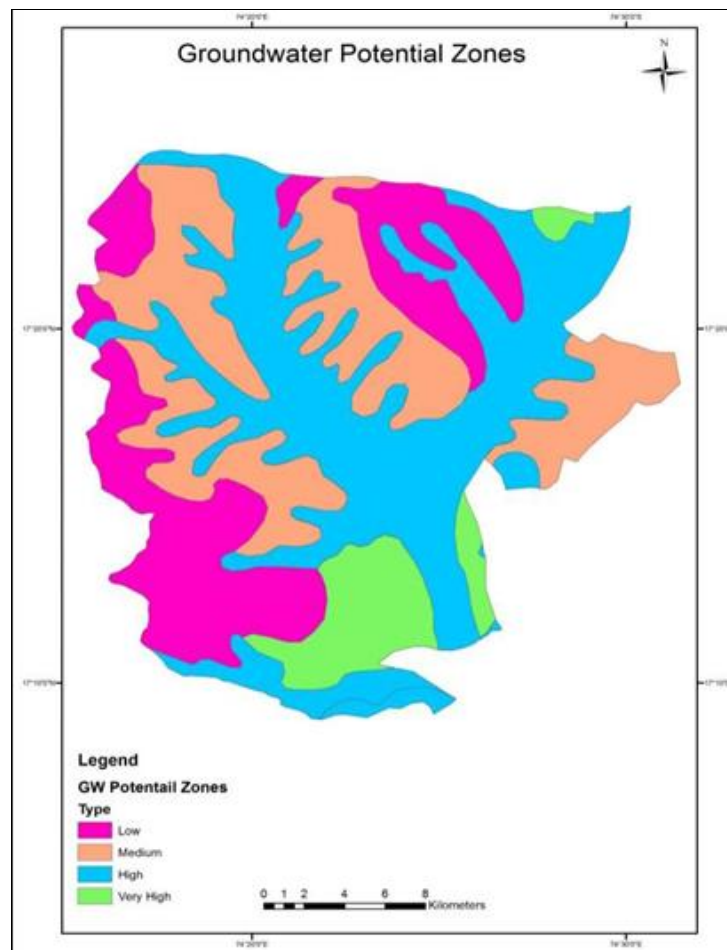 Groundwater Potential Zones
N
Legend
GW Potentail Zones
Type
Low
Medium
High
Very High
0 1 2 4 6 8
Kilometers